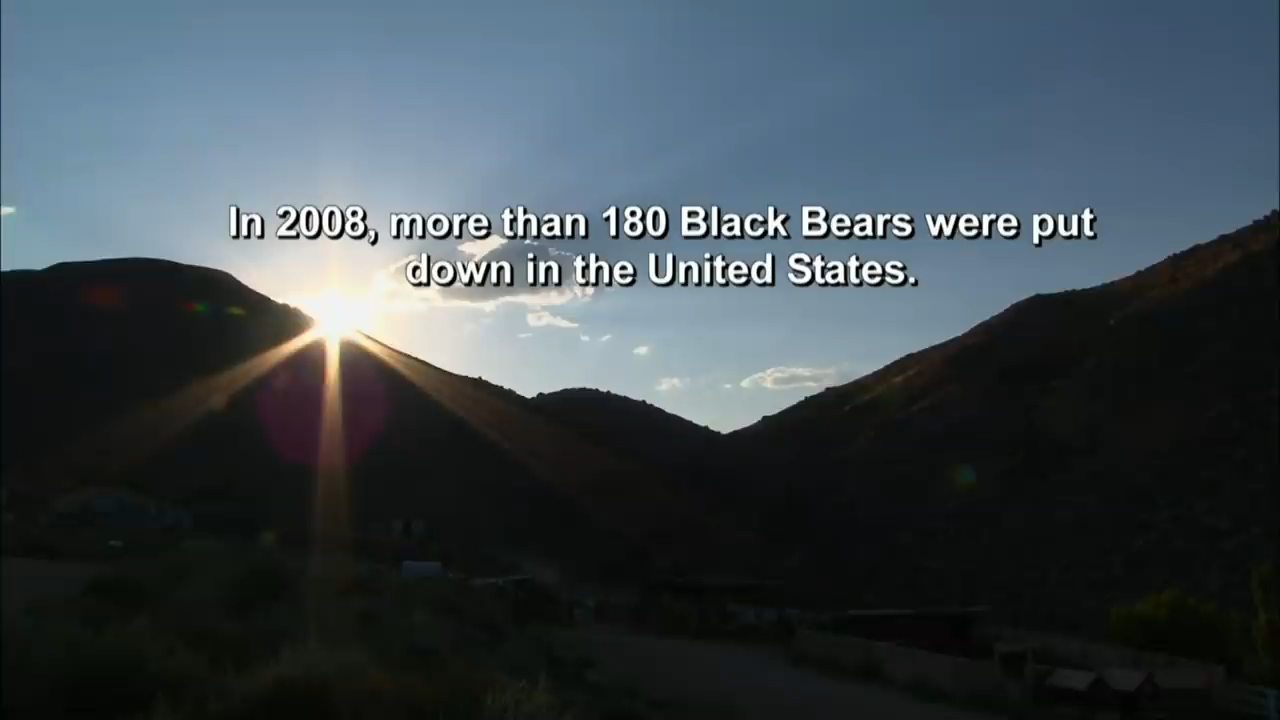 In 2008, more than 180 Black Bears were put
down in the United States.